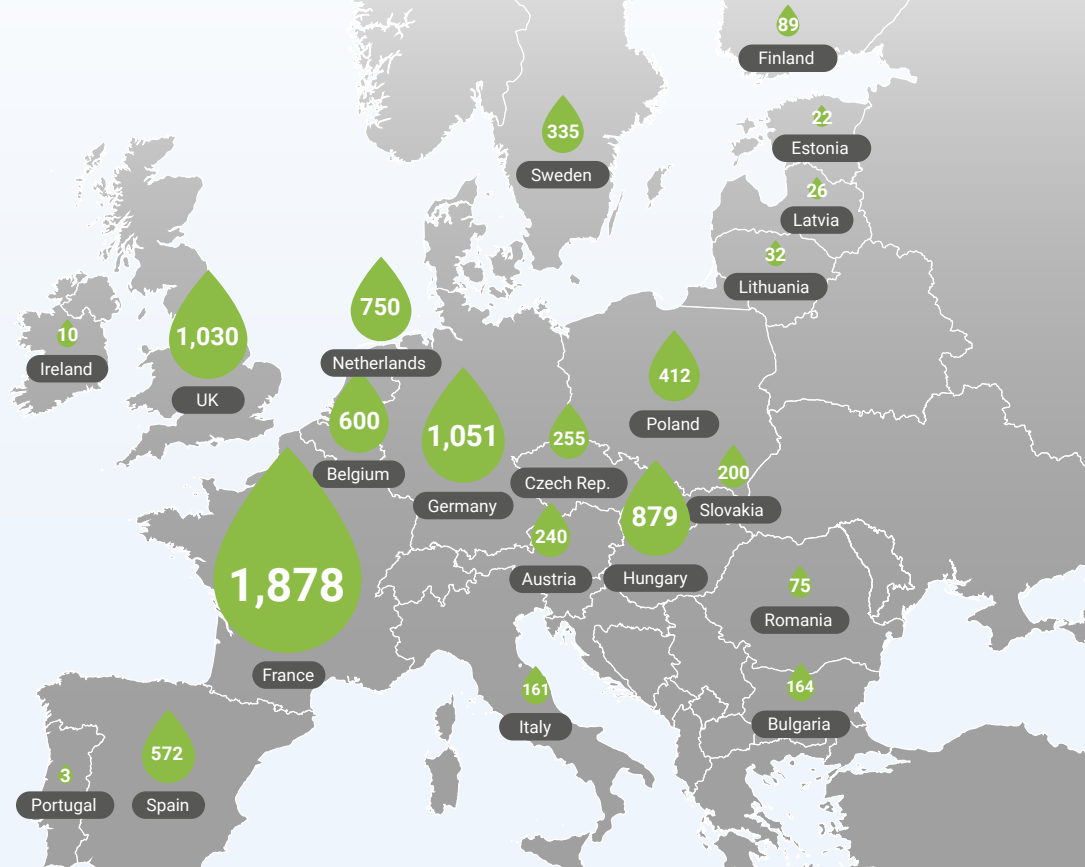 89
Finland
22
Estonia
335
Sweden
26
Latvia
32
Lithuania
750
Netherlands
10
Ireland
1,030
UK
412
Poland
600
Belgium
1,051
Germany
255
Czech Rep.
200
Slovakia
879
Hungary
240
Austria
1,878
France
75
Romania
161
Italy
164
Bulgaria
3
Portugal
572
Spain